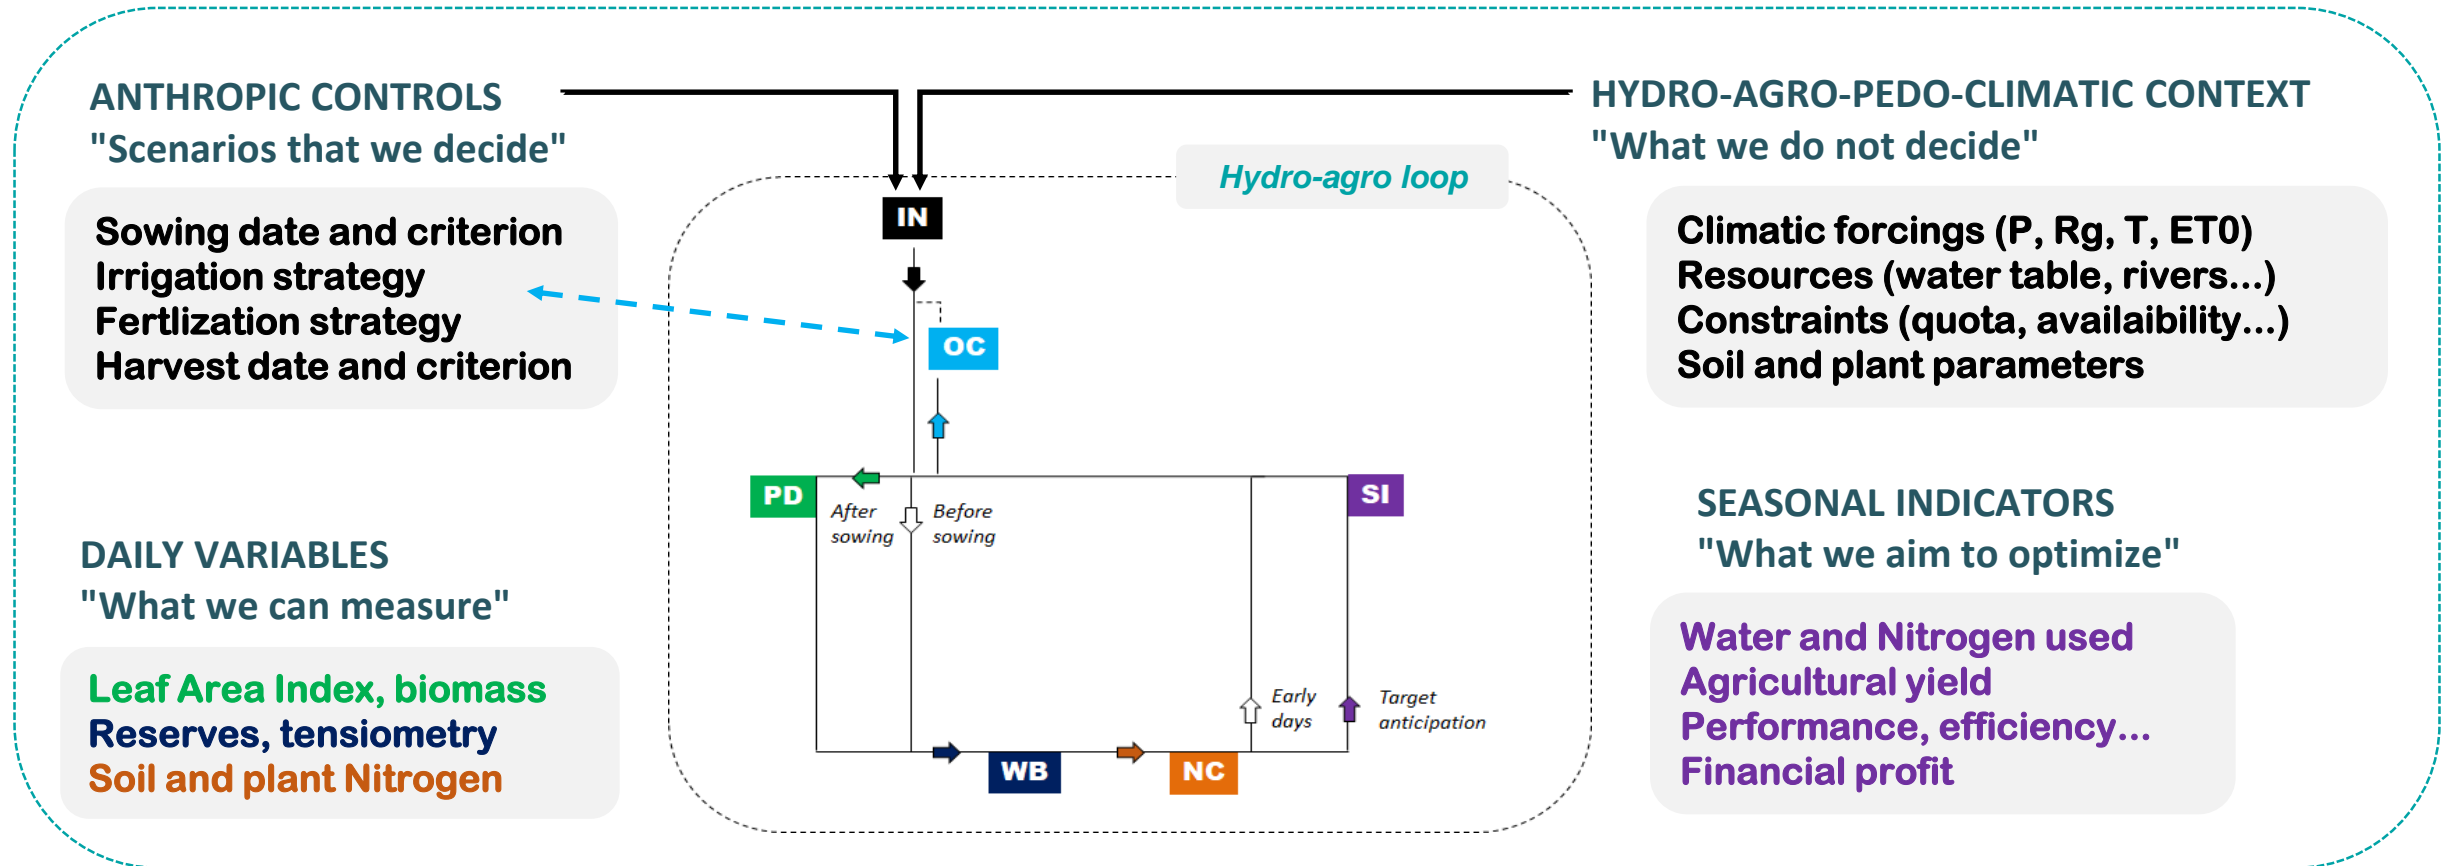 ANTHROPIC CONTROLS
"Scenarios that we decide"
Sowing date and criterion
Irrigation strategy
Fertlization strategy
Harvest date and criterion
HYDRO-AGRO-PEDO-CLIMATIC CONTEXT
"What we do not decide"
Climatic forcings (P, Rg, T, ET0)
Resources (water table, rivers...)
Constraints (quota, availaibility...)
Soil and plant parameters
Hydro-agro loop
IN
OC
PD
SI
After
sowing
Before
sowing
Early
days
Target
anticipation
WB
NC
DAILY VARIABLES
"What we can measure"
Leaf Area Index, biomass
Reserves, tensiometry
Soil and plant Nitrogen
SEASONAL INDICATORS
"What we aim to optimize"
Water and Nitrogen used
Agricultural yield
Performance, efficiency...
Financial profit